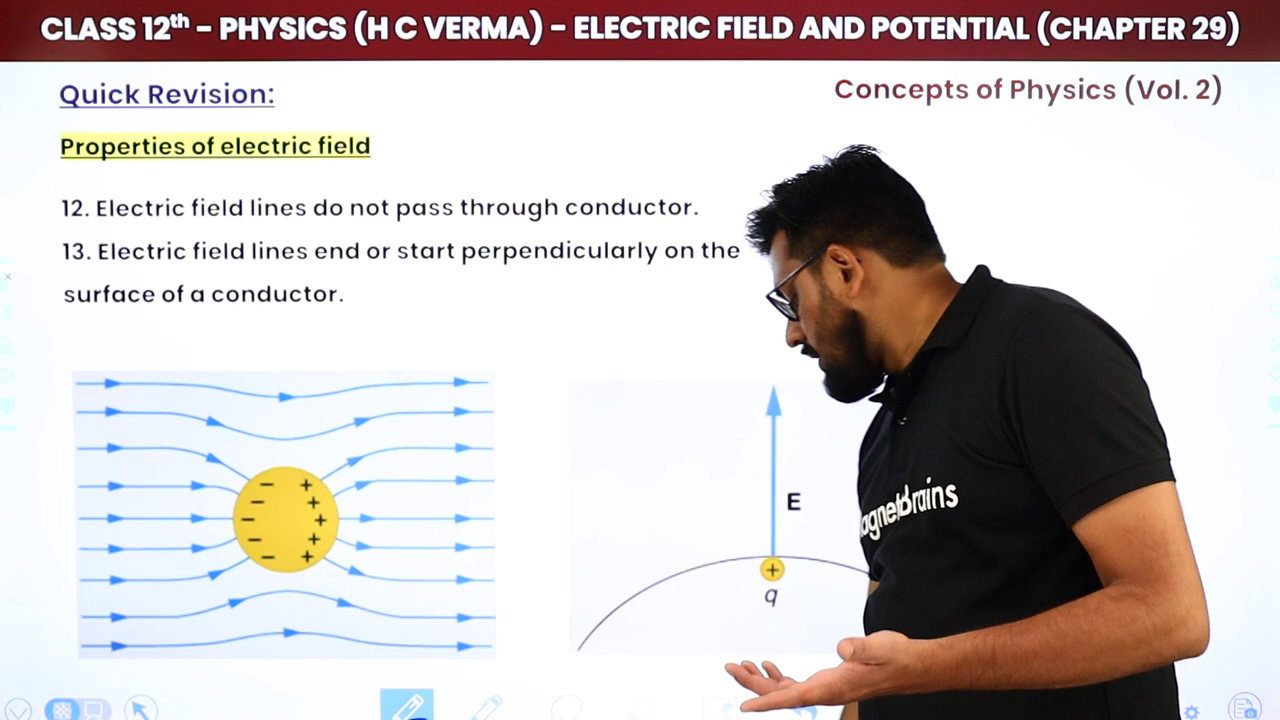 CLASS 12th - PHYSICS (H C VERMA) - ELECTRIC FIELD AND POTENTIAL (CHAPTER 29)
Quick Revision:
Concepts of Physics (Vol. 2)
Properties of electric field
12. Electric field lines do not pass through conductor.
13. Electric field lines end or start perpendicularly on the
surface of a conductor.
− +
− +
− +
− +
− +
E
+
q
agnetBrains